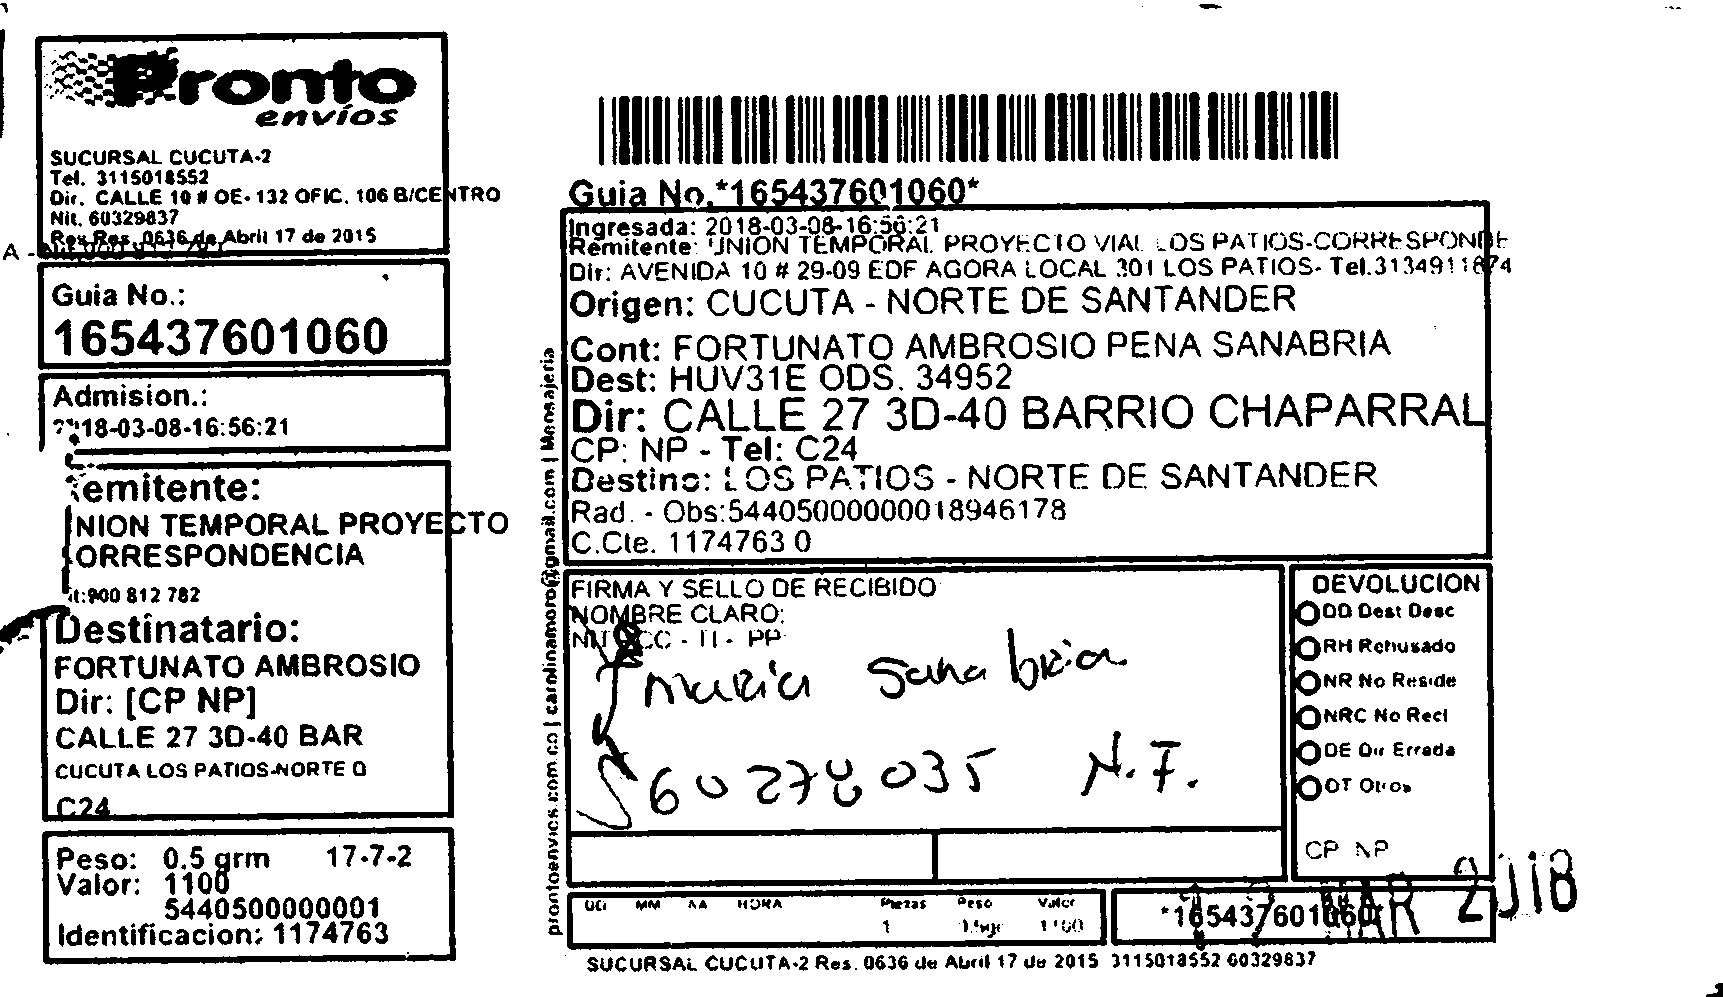 Pronto
envíos
SUCURSAL CUCUTA-2
Tel. 3115018552
Dir. CALLE 10 # OE-132 OFIC. 106 B/CENTRO
Nit. 60329837
Res. 0636 de Abril 17 de 2015
Guia No.:
165437601060
Admision.:
18-03-08-16:56:21
emitente:
NION TEMPORAL PROYECTO
ORRESPONDENCIA
it:900 812 782
Destinatario:
FORTUNATO AMBROSIO
Dir: [CP NP]
CALLE 27 3D-40 BAR
CUCUTA LOS PATIOS-NORTE D
C24
Peso: 0.5 grm 17-7-2
Valor: 1100
5440500000001
Identificacion: 1174763
prontoenvios.com.co | carolinamoro@gmail.com | Mensajeria
Guia No.*165437601060*
Ingresada: 2018-03-08-16:56:21
Remitente: UNION TEMPORAL PROYECTO VIAL LOS PATIOS-CORRESPONDE
Dir: AVENIDA 10 # 29-09 EDF AGORA LOCAL 301 LOS PATIOS- Tel.3134911874
Origen: CUCUTA - NORTE DE SANTANDER
Cont: FORTUNATO AMBROSIO PENA SANABRIA
Dest: HUV31E ODS. 34952
Dir: CALLE 27 3D-40 BARRIO CHAPARRAL
CP: NP - Tel: C24
Destino: LOS PATIOS - NORTE DE SANTANDER
Rad. - Obs:54405000000018946178
C.Cte. 1174763 0
FIRMA Y SELLO DE RECIBIDO
NOMBRE CLARO:
NIT - CC - TI - PP
Maria Sanabria
60278035 N.F.
DEVOLUCION
DD Dest Desc
RH Rehusado
NR No Reside
NRC No Recl
DE Dir Errada
OT Otros
CP NP
DD MM AA HORA Piezas Peso Valor
1 1100
*165437601060*
MAR 2018
SUCURSAL CUCUTA-2 Res. 0636 de Abril 17 de 2015 3115018552 60329837